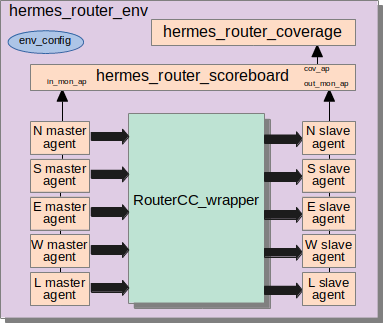 hermes_router_env
env_config
hermes_router_coverage
hermes_router_scoreboard
cov_ap
in_mon_ap
out_mon_ap
N master
agent
S master
agent
E master
agent
W master
agent
L master
agent
RouterCC_wrapper
N slave
agent
S slave
agent
E slave
agent
W slave
agent
L slave
agent